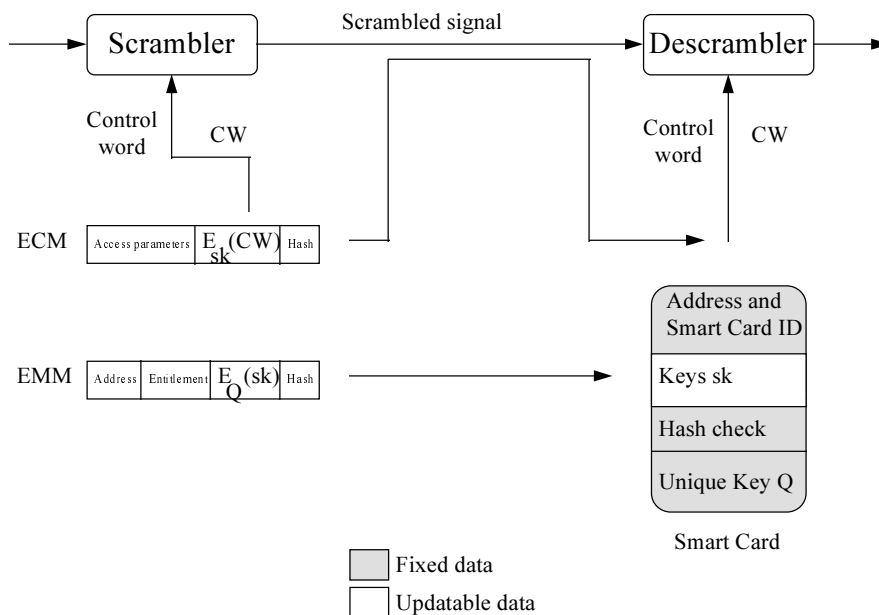 Scrambler
Scrambled signal
Descrambler
Control
word
CW
Control
word
CW
ECM
Access parameters
E
sk
(CW)
Hash
EMM
Address
Entitlement
E
Q
(sk)
Hash
Address and
Smart Card ID
Keys sk
Hash check
Unique Key Q
Smart Card
Fixed data
Updatable data